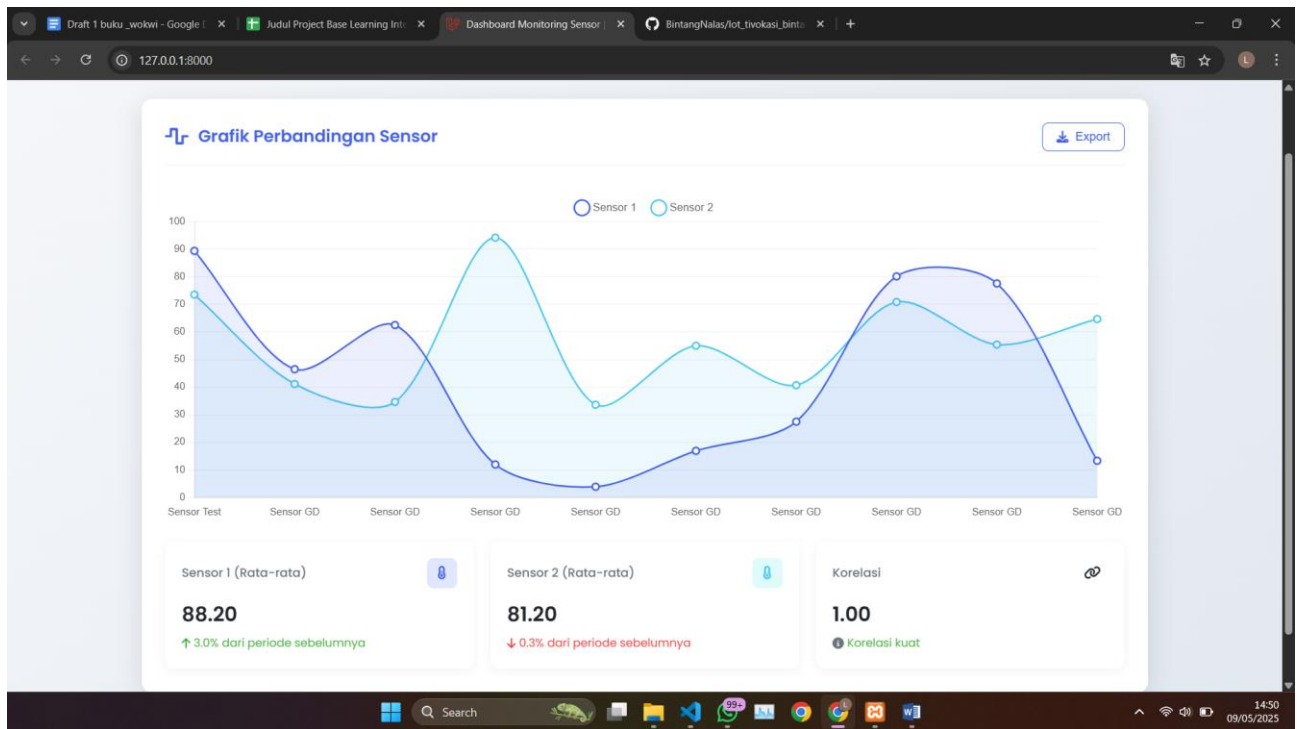 Draft 1 buku _wokwi - Google
Judul Project Base Learning Int
Dashboard Monitoring Sensor |
BintangNalas/Iot_tivokasi_binta
127.0.0.1:8000
Grafik Perbandingan Sensor
Export
Sensor 1 Sensor 2
100
90
80
70
60
50
40
30
20
10
0
Sensor Test Sensor GD Sensor GD Sensor GD Sensor GD Sensor GD Sensor GD Sensor GD Sensor GD Sensor GD
Sensor 1 (Rata-rata)
88.20
3.0% dari periode sebelumnya
Sensor 2 (Rata-rata)
81.20
0.3% dari periode sebelumnya
Korelasi
1.00
Korelasi kuat
Search
99+
14:50
09/05/2025